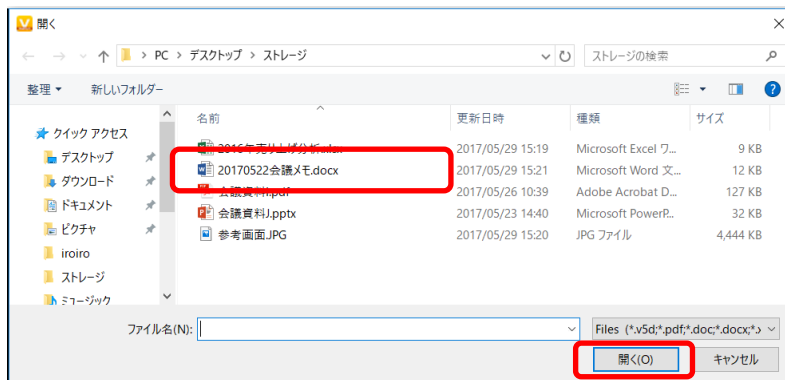 開く
PC > デスクトップ > ストレージ
ストレージの検索
整理 新しいフォルダー
名前 更新日時 種類 サイズ
クイック アクセス
デスクトップ
ダウンロード
ドキュメント
ピクチャ
iroiro
ストレージ
ミュージック
2016年売り上げ分析.xlsx 2017/05/29 15:19 Microsoft Excel ワ... 9 KB
20170522会議メモ.docx 2017/05/29 15:21 Microsoft Word 文... 12 KB
会議資料I.pdf 2017/05/26 10:39 Adobe Acrobat D... 127 KB
会議資料J.pptx 2017/05/23 14:40 Microsoft PowerP... 32 KB
参考画面.JPG 2017/05/29 15:20 JPG ファイル 4,444 KB
ファイル名(N):
Files (*.v5d;*.pdf;*.doc;*.docx;*.x
開く(O) キャンセル